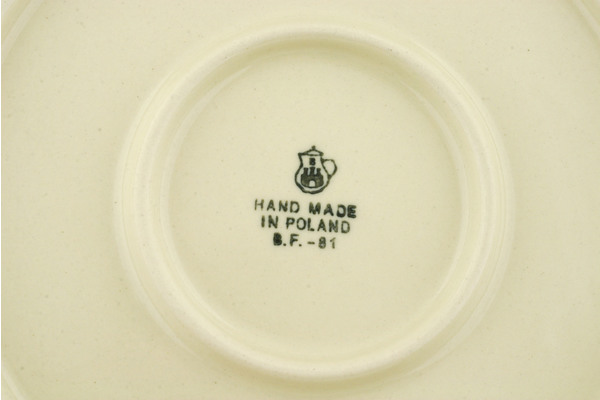 B
HAND MADE
IN POLAND
B.F.-81